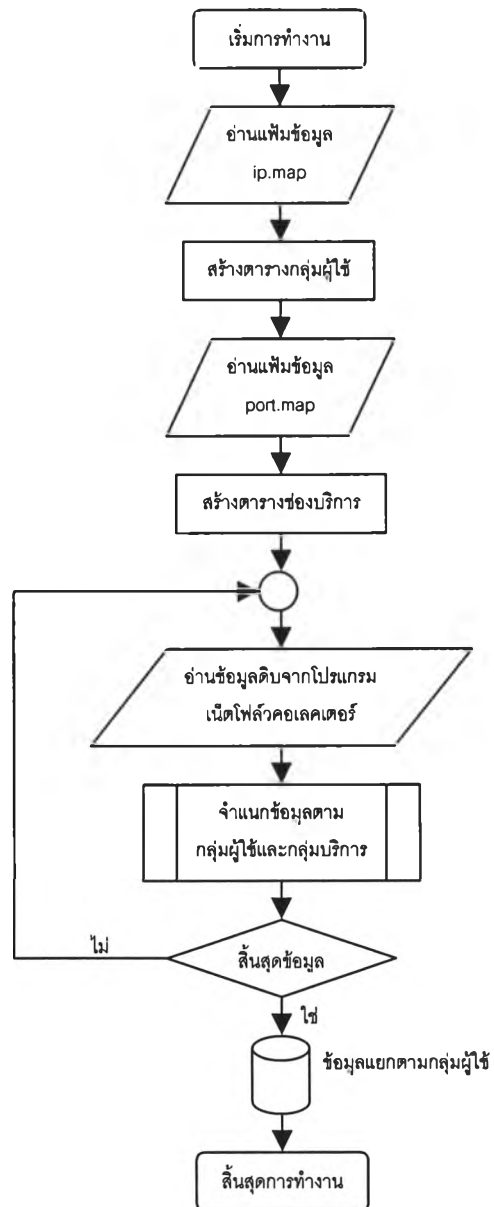 เริ่มการทำงาน
อ่านแฟ้มข้อมูล
ip.map
สร้างตารางกลุ่มผู้ใช้
อ่านแฟ้มข้อมูล
port.map
สร้างตารางช่องบริการ
อ่านข้อมูลดิบจากโปรแกรม
เน็ตโฟล์วคอเลคเตอร์
จำแนกข้อมูลตาม
กลุ่มผู้ใช้และกลุ่มบริการ
ไม่
สิ้นสุดข้อมูล
ใช่
ข้อมูลแยกตามกลุ่มผู้ใช้
สิ้นสุดการทำงาน